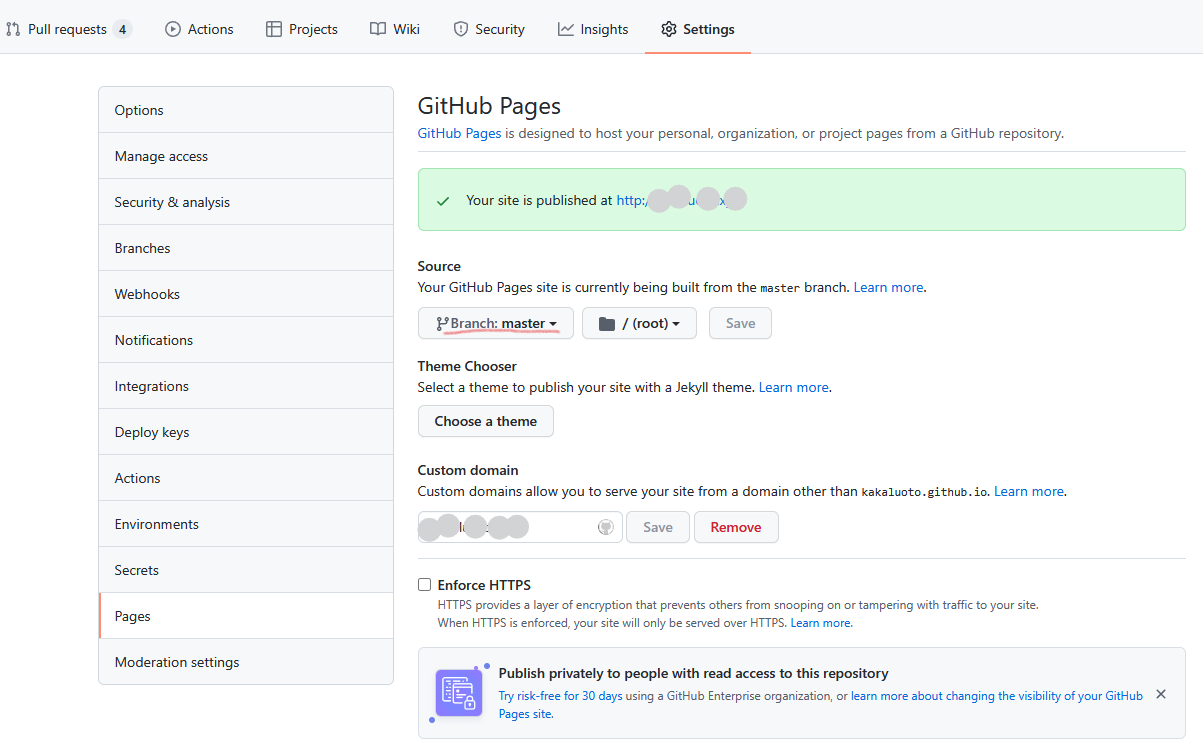 Pull requests 4 Actions Projects Wiki Security Insights Settings
Options
Manage access
Security & analysis
Branches
Webhooks
Notifications
Integrations
Deploy keys
Actions
Environments
Secrets
Pages
Moderation settings
GitHub Pages
GitHub Pages is designed to host your personal, organization, or project pages from a GitHub repository.
Your site is published at
Source
Your GitHub Pages site is currently being built from the master branch. Learn more.
Branch: master / (root) Save
Theme Chooser
Select a theme to publish your site with a Jekyll theme. Learn more.
Choose a theme
Custom domain
Custom domains allow you to serve your site from a domain other than kakaluoto.github.io. Learn more.
Save Remove
Enforce HTTPS
HTTPS provides a layer of encryption that prevents others from snooping on or tampering with traffic to your site.
When HTTPS is enforced, your site will only be served over HTTPS. Learn more.
Publish privately to people with read access to this repository
Try risk-free for 30 days using a GitHub Enterprise organization, or learn more about changing the visibility of your GitHub
Pages site.